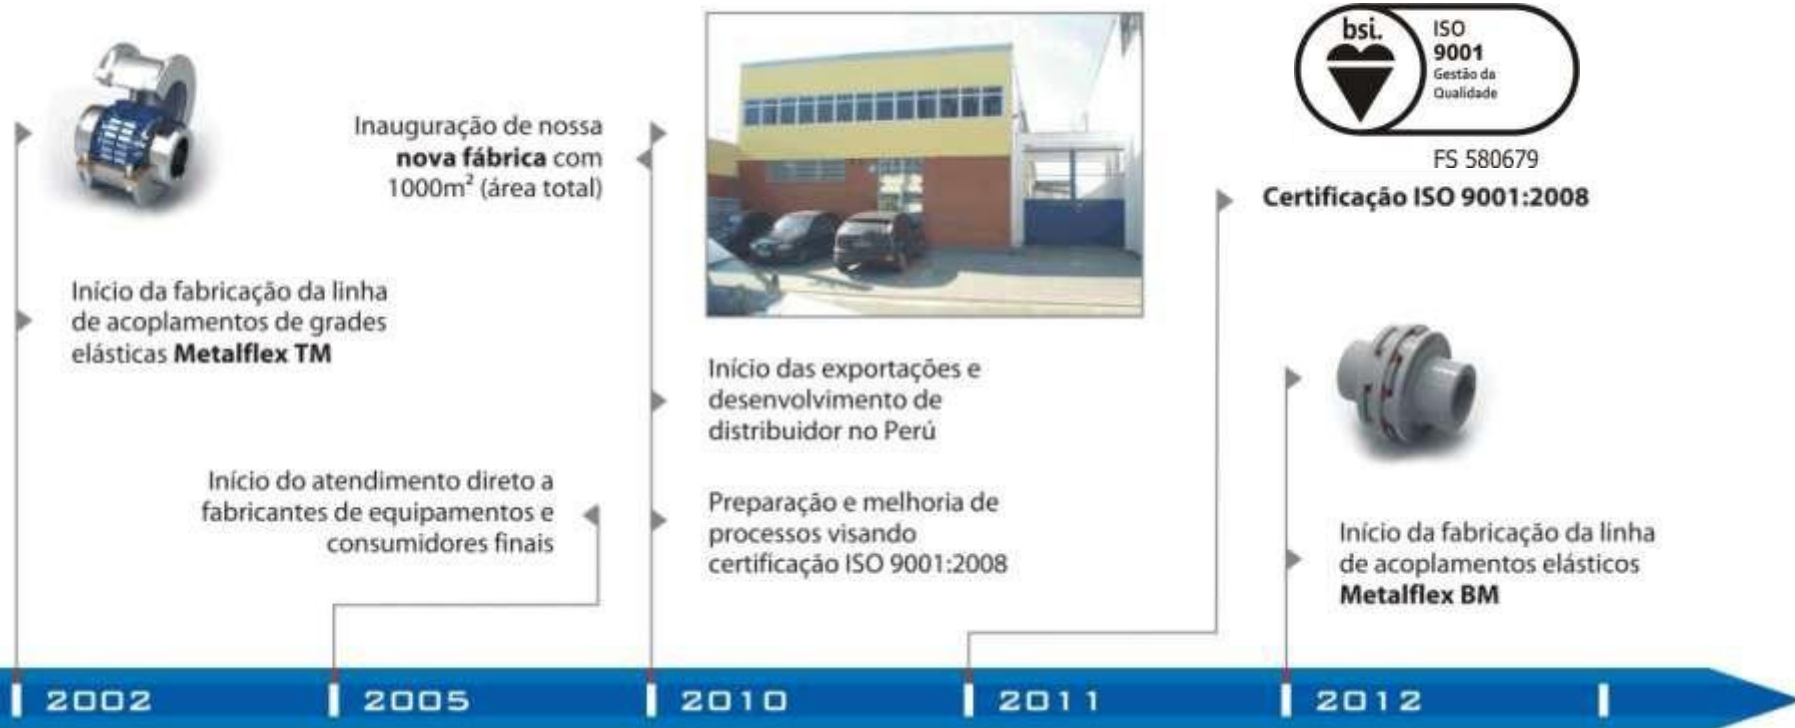 Início da fabricação da linha
de acoplamentos de grades
elásticas Metalflex TM
Início do atendimento direto a
fabricantes de equipamentos e
consumidores finais
Inauguração de nossa
nova fábrica com
1000m² (área total)
Início das exportações e
desenvolvimento de
distribuidor no Perú
Preparação e melhoria de
processos visando
certificação ISO 9001:2008
bsi.
ISO
9001
Gestão da
Qualidade
FS 580679
Certificação ISO 9001:2008
Início da fabricação da linha
de acoplamentos elásticos
Metalflex BM
2002
2005
2010
2011
2012